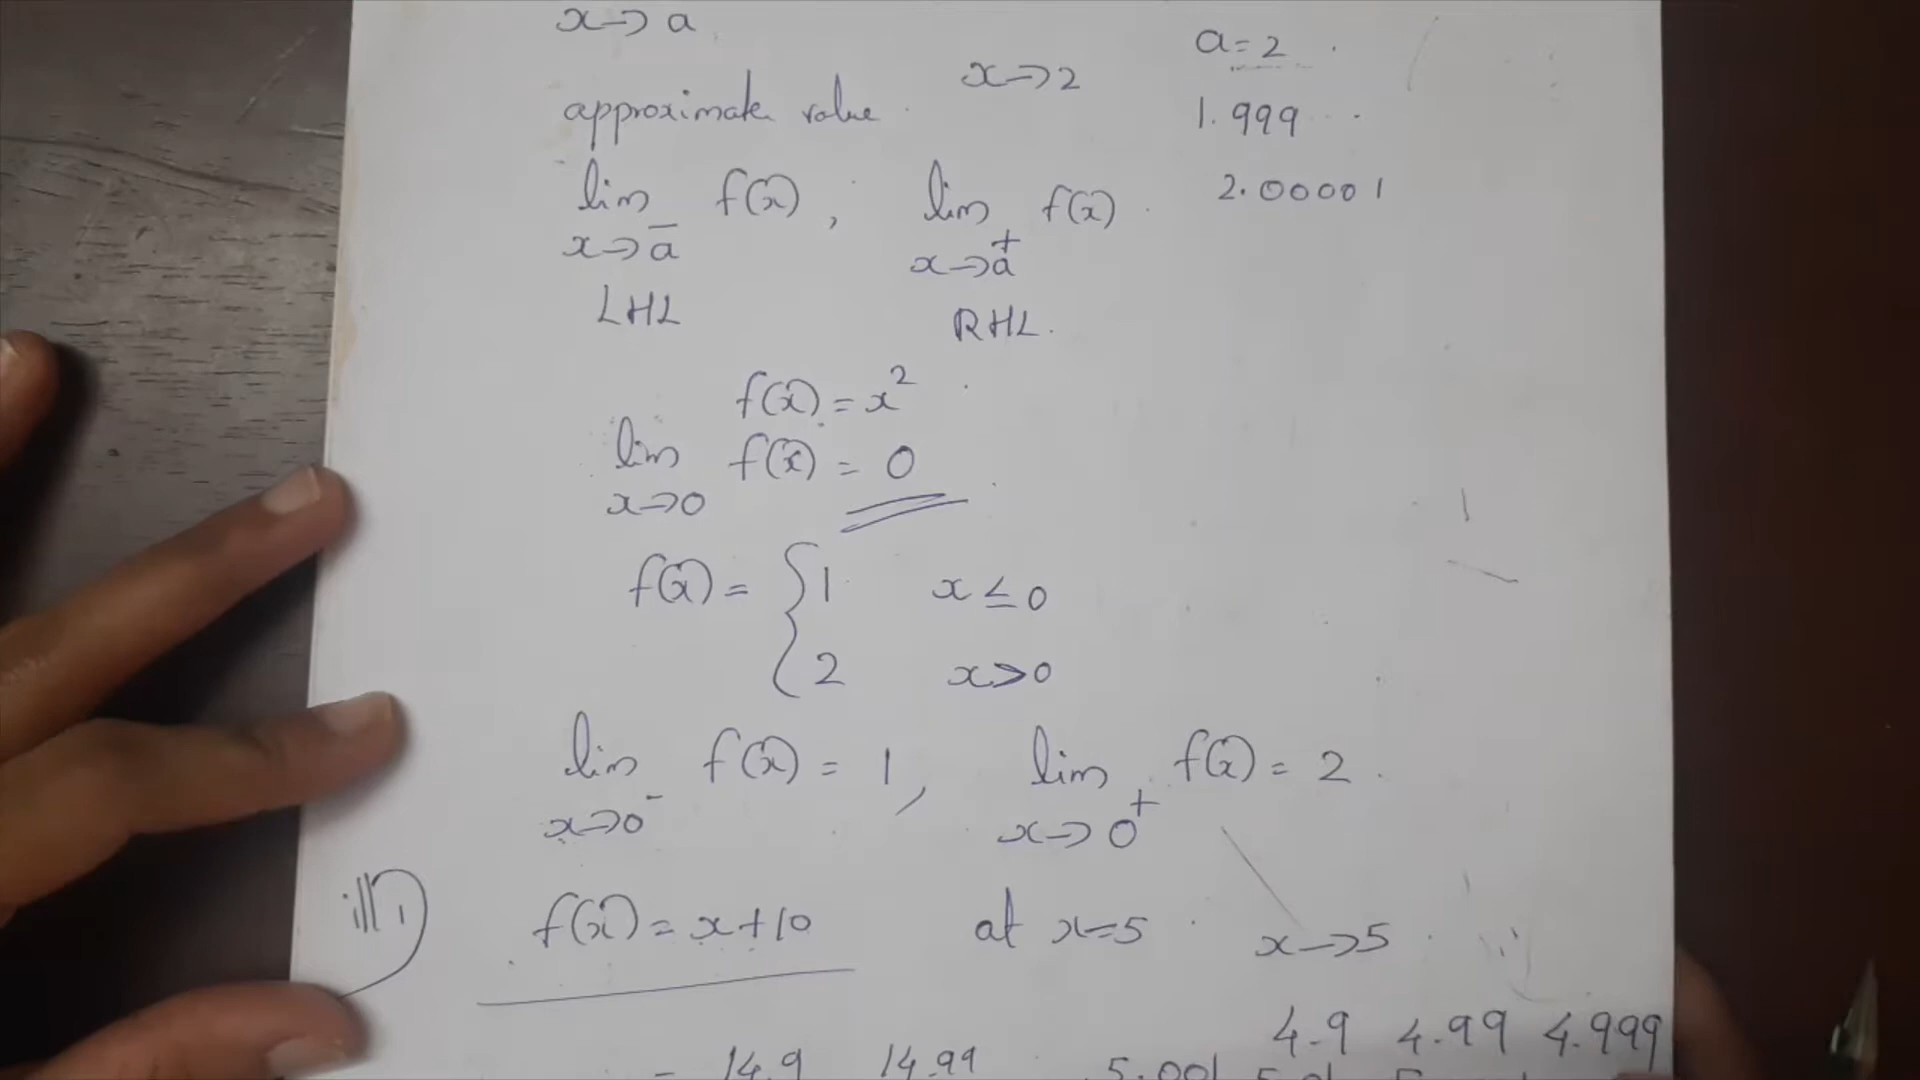 x→a
a=2
approximate value x→2
1.999
lim f(x), lim f(x)
2.00001
x→a⁻ x→a⁺
LHL RHL.
f(x)=x²
lim f(x) = 0
x→0
f(x) = { 1 x≤0
2 x>0
lim f(x) = 1, lim f(x) = 2
x→0⁻ x→0⁺
ill1) f(x)=x+10 at x=5 x→5
4.9 4.99 4.999
14.9 14.99 5.001